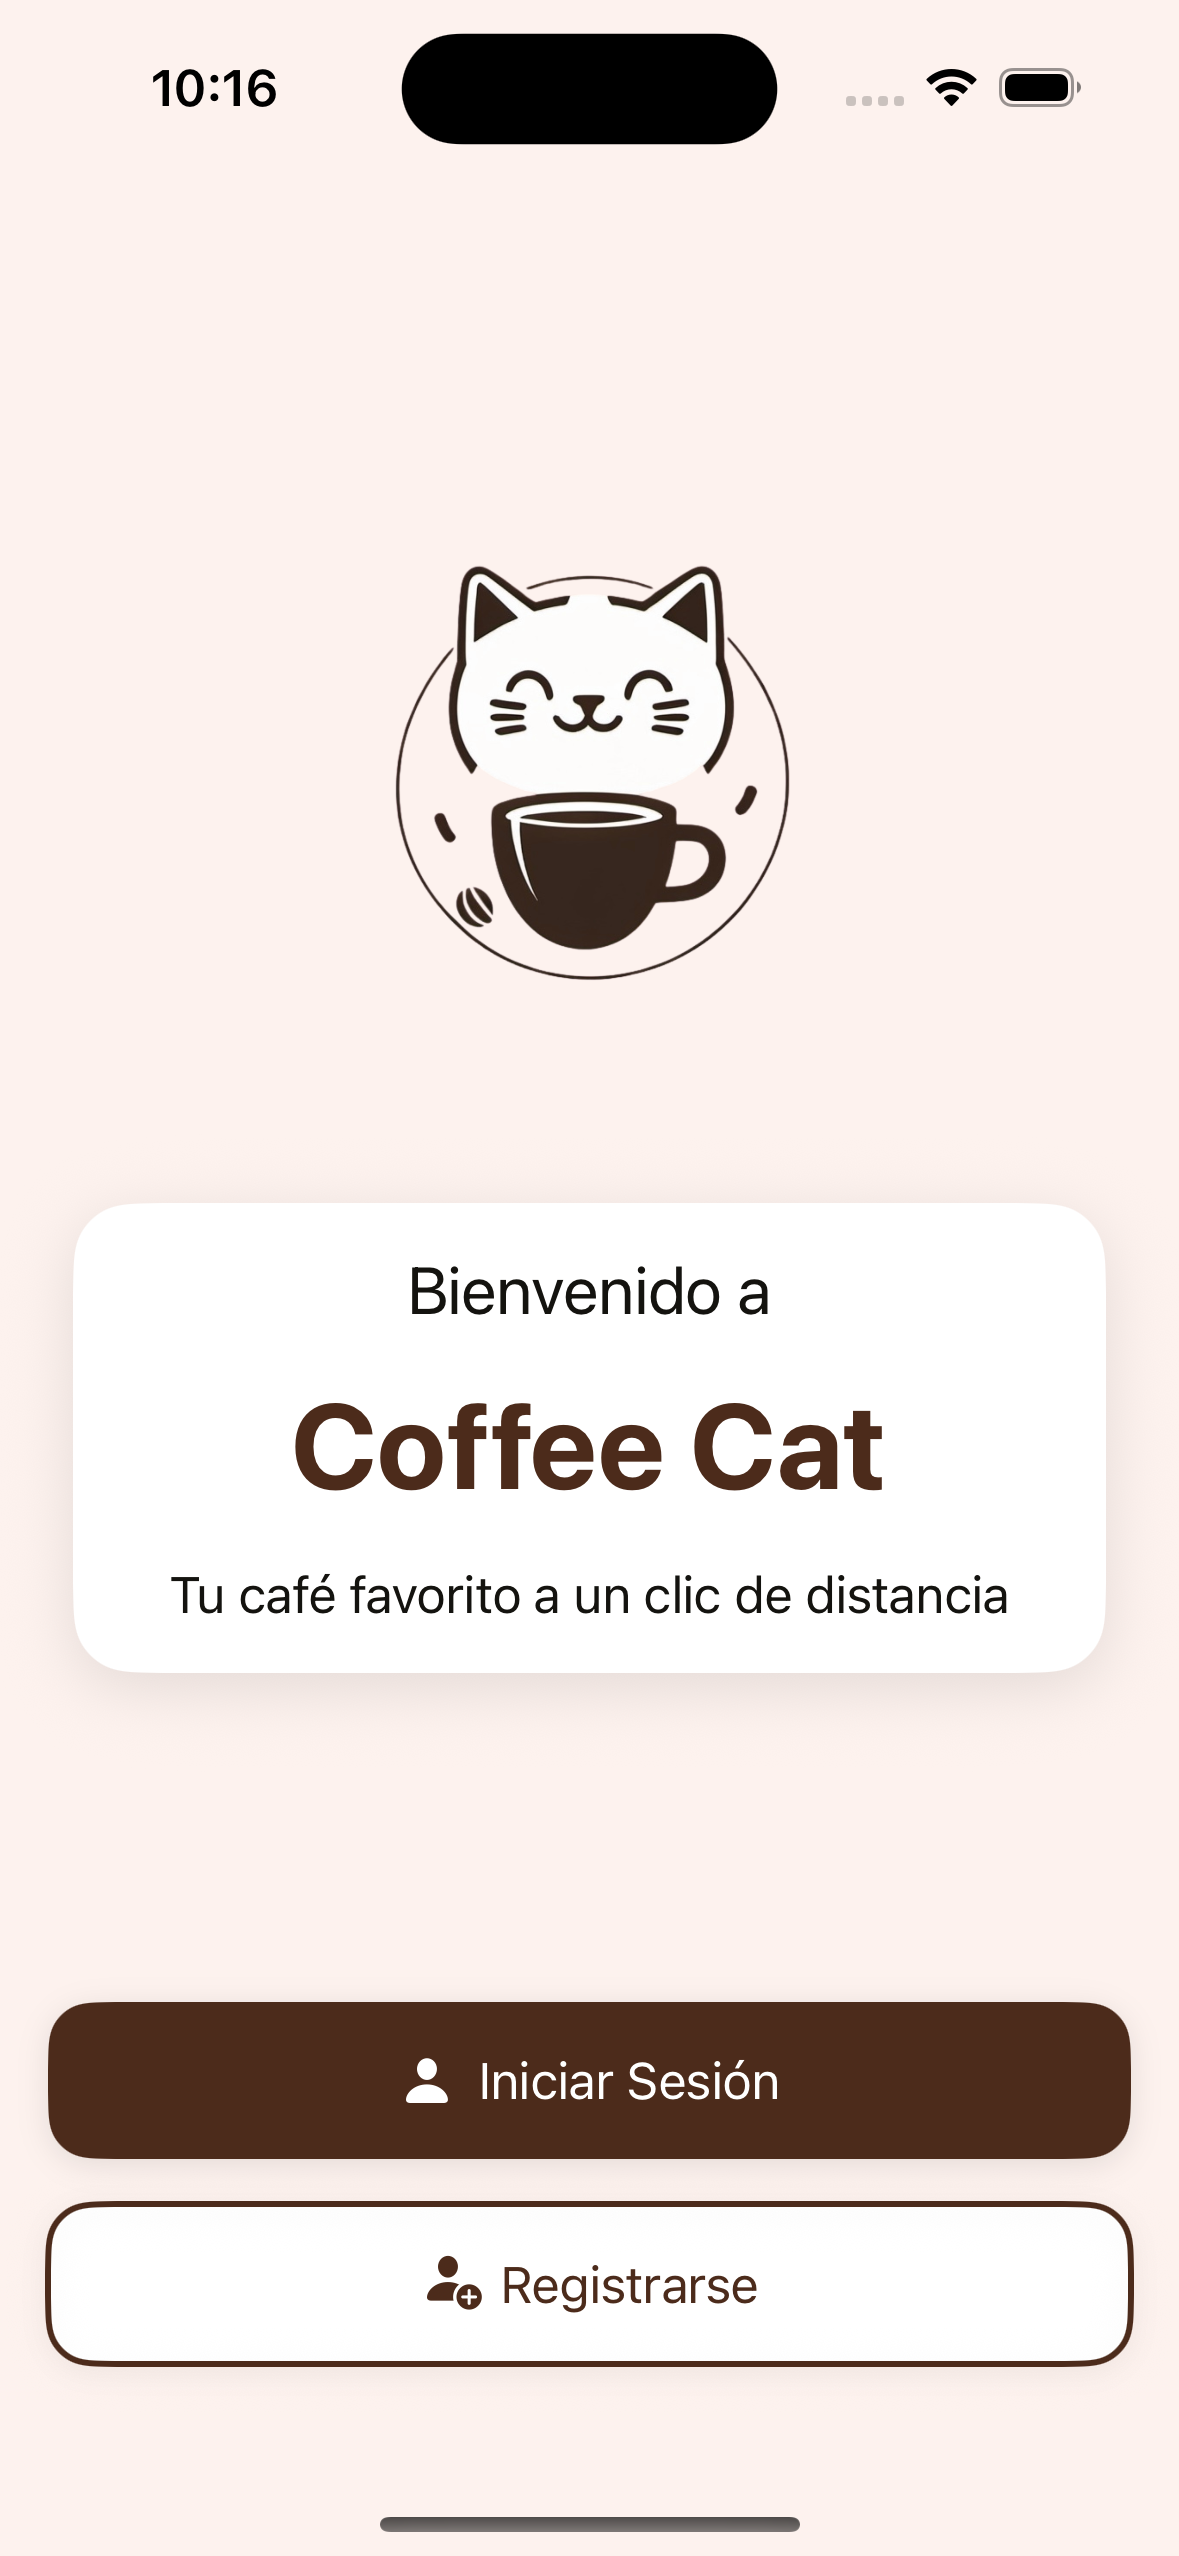 10:16
Bienvenido a
Coffee Cat
Tu café favorito a un clic de distancia
Iniciar Sesión
Registrarse